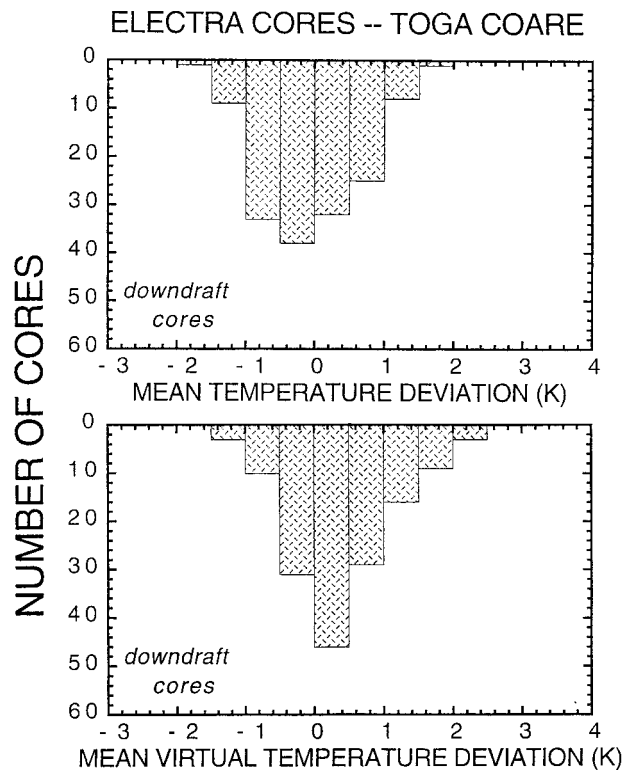 ELECTRA CORES -- TOGA COARE
NUMBER OF CORES
0
10
20
30
40
50
60
downdraft
cores
- 3 - 2 - 1 0 1 2 3 4
MEAN TEMPERATURE DEVIATION (K)
0
10
20
30
40
50
60
downdraft
cores
- 3 - 2 - 1 0 1 2 3 4
MEAN VIRTUAL TEMPERATURE DEVIATION (K)